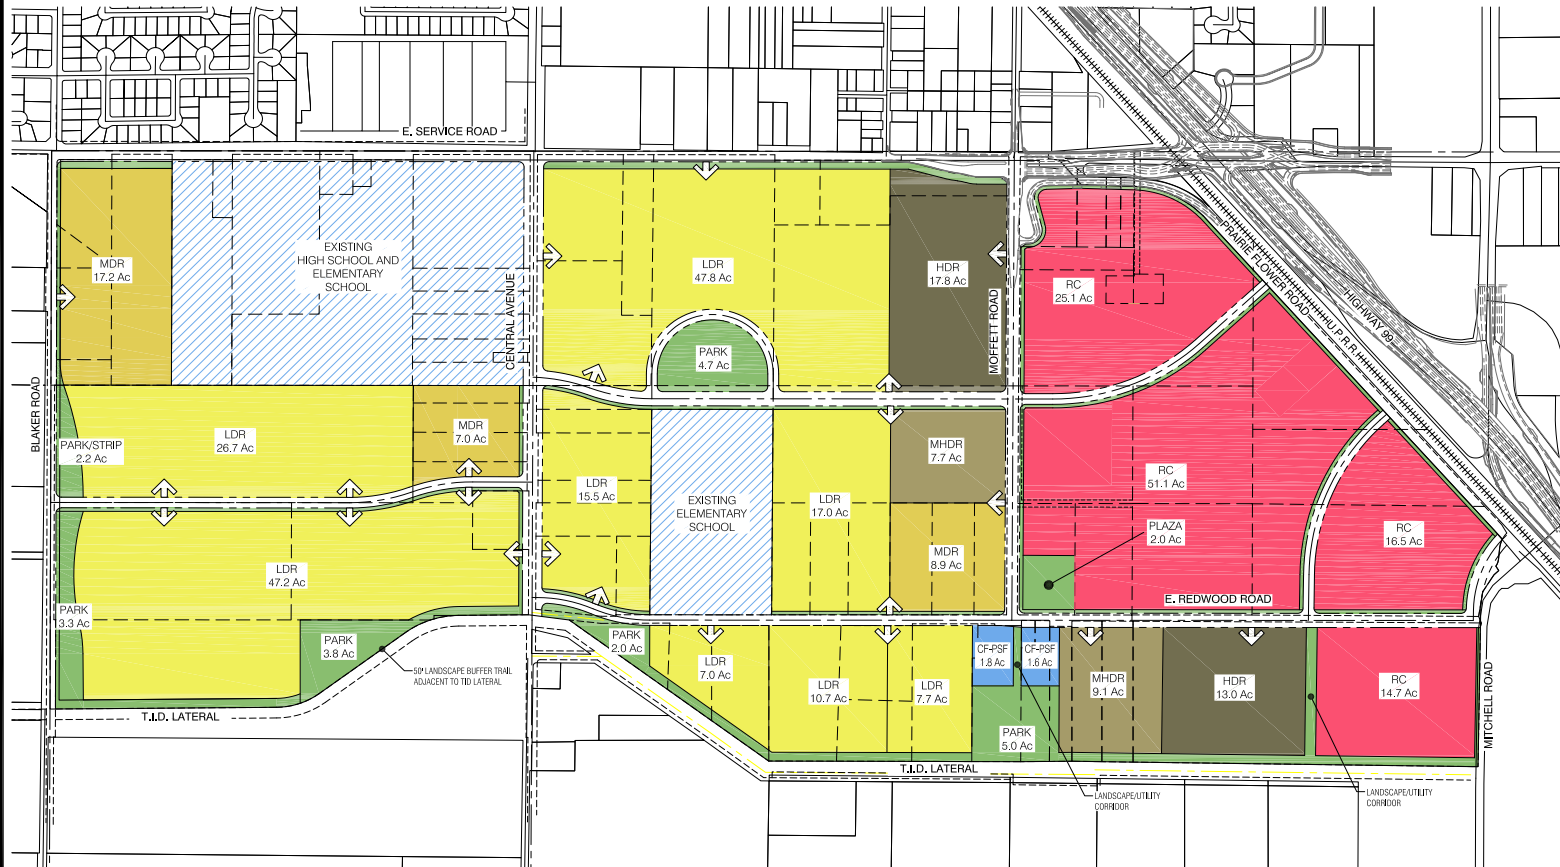 E. SERVICE ROAD
MDR
17.2 Ac
EXISTING
HIGH SCHOOL AND
ELEMENTARY
SCHOOL
CENTRAL AVENUE
LDR
47.8 Ac
HDR
17.8 Ac
MOFFETT ROAD
RC
25.1 Ac
PRAIRIE FLOWER ROAD
U.P.R.R.
HIGHWAY 99
PARK
4.7 Ac
BLAKER ROAD
PARK/STRIP
2.2 Ac
LDR
26.7 Ac
MDR
7.0 Ac
LDR
15.5 Ac
EXISTING
ELEMENTARY
SCHOOL
LDR
17.0 Ac
MHDR
7.7 Ac
MDR
8.9 Ac
RC
51.1 Ac
PLAZA
2.0 Ac
RC
16.5 Ac
E. REDWOOD ROAD
LDR
47.2 Ac
PARK
3.3 Ac
PARK
3.8 Ac
50' LANDSCAPE BUFFER TRAIL
ADJACENT TO TID LATERAL
T.I.D. LATERAL
PARK
2.0 Ac
LDR
7.0 Ac
LDR
10.7 Ac
LDR
7.7 Ac
CF-PSF
1.8 Ac
CF-PSF
1.6 Ac
PARK
5.0 Ac
MHDR
9.1 Ac
HDR
13.0 Ac
RC
14.7 Ac
MITCHELL ROAD
T.I.D. LATERAL
LANDSCAPE/UTILITY
CORRIDOR
LANDSCAPE/UTILITY
CORRIDOR